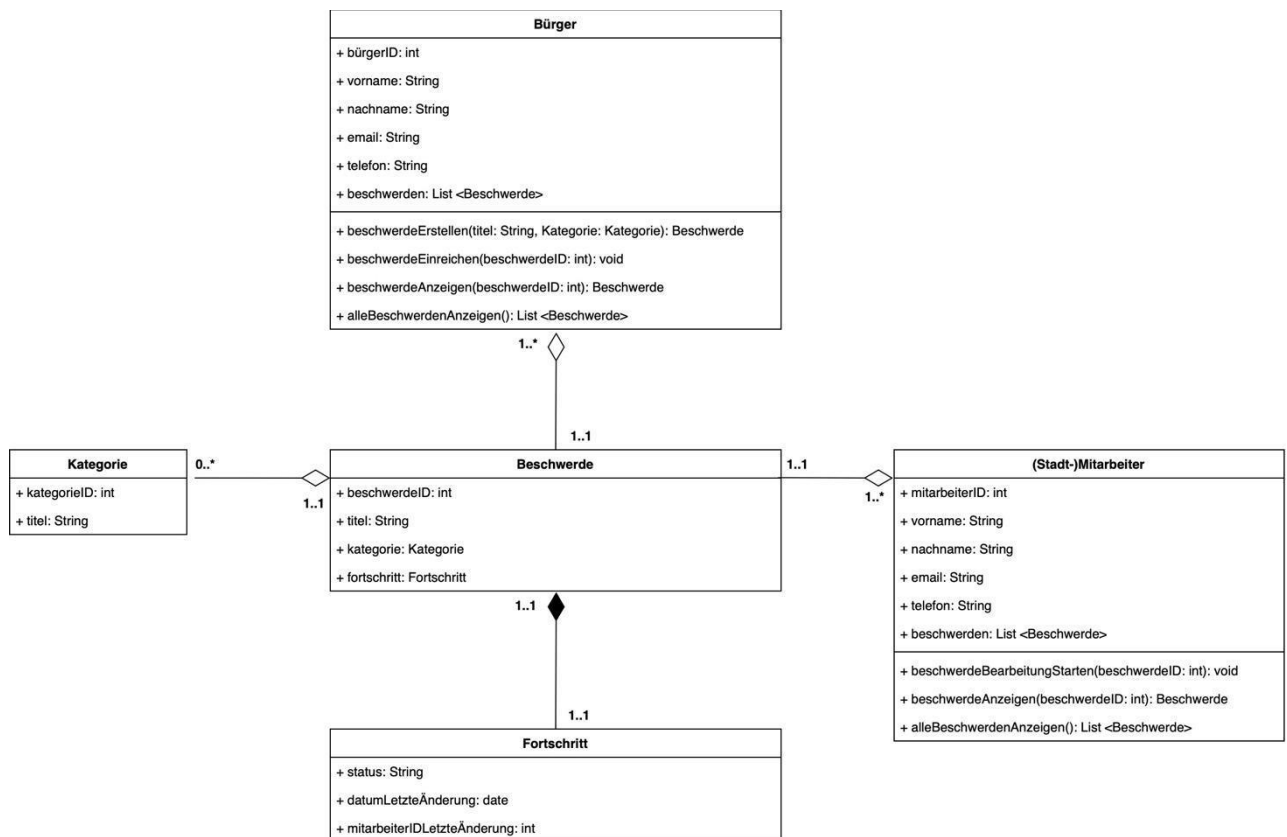 Bürger
+ bürgerID: int
+ vorname: String
+ nachname: String
+ email: String
+ telefon: String
+ beschwerden: List <Beschwerde>
+ beschwerdeErstellen(titel: String, Kategorie: Kategorie): Beschwerde
+ beschwerdeEinreichen(beschwerdeID: int): void
+ beschwerdeAnzeigen(beschwerdeID: int): Beschwerde
+ alleBeschwerdenAnzeigen(): List <Beschwerde>
1..*
1..1
Kategorie
+ kategorieID: int
+ titel: String
0..*
1..1
Beschwerde
+ beschwerdeID: int
+ titel: String
+ kategorie: Kategorie
+ fortschritt: Fortschritt
1..1
1..*
(Stadt-)Mitarbeiter
+ mitarbeiterID: int
+ vorname: String
+ nachname: String
+ email: String
+ telefon: String
+ beschwerden: List <Beschwerde>
+ beschwerdeBearbeitungStarten(beschwerdeID: int): void
+ beschwerdeAnzeigen(beschwerdeID: int): Beschwerde
+ alleBeschwerdenAnzeigen(): List <Beschwerde>
1..1
1..1
Fortschritt
+ status: String
+ datumLetzteÄnderung: date
+ mitarbeiterIDLetzteÄnderung: int